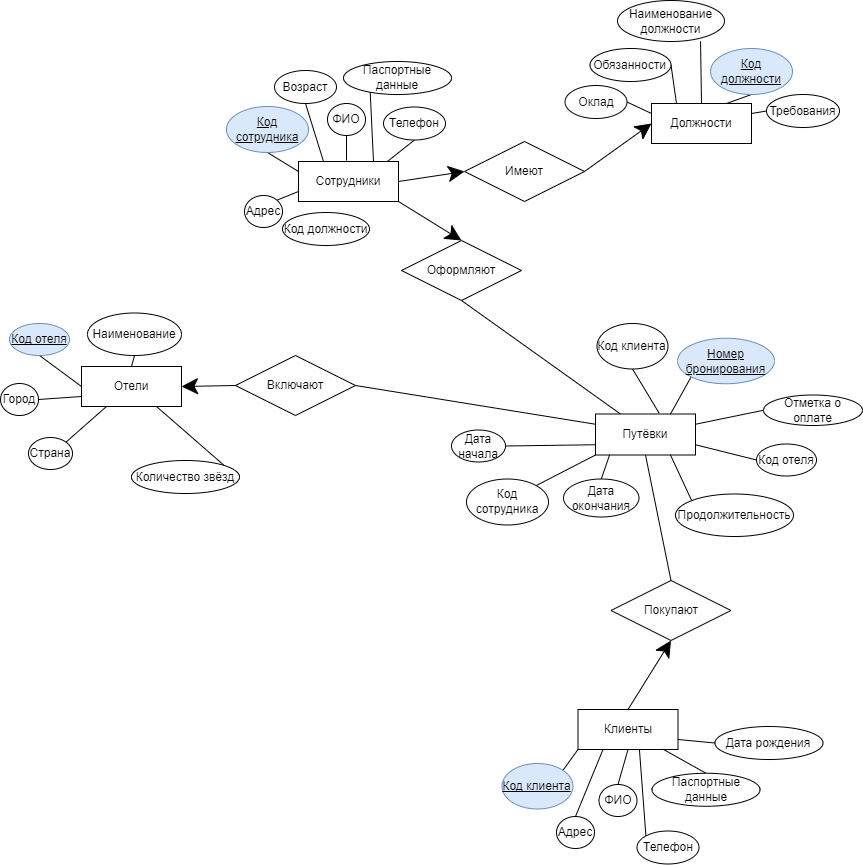 Наименование
должности
Обязанности
Код
должности
Оклад
Требования
Должности
Возраст
Паспортные
данные
Код
сотрудника
ФИО
Телефон
Сотрудники
Имеют
Адрес
Код должности
Оформляют
Код отеля
Наименование
Отели
Город
Страна
Количество звёзд
Включают
Код клиента
Номер
бронирования
Отметка о
оплате
Путёвки
Дата
начала
Код отеля
Код
сотрудника
Дата
окончания
Продолжительность
Покупают
Клиенты
Дата рождения
Код клиента
Паспортные
данные
ФИО
Адрес
Телефон